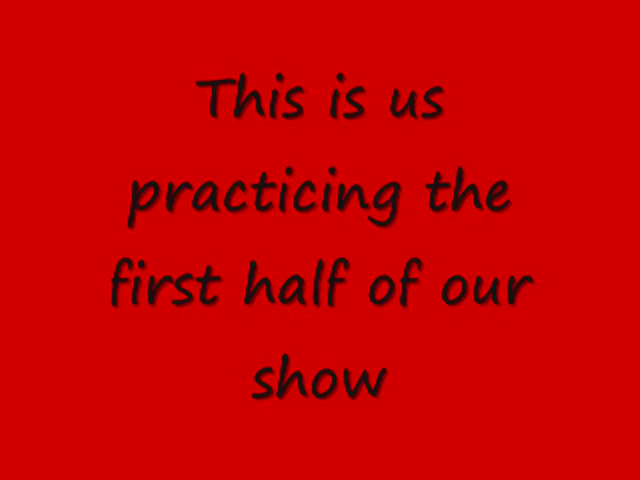 This is us
practicing the
first half of our
show